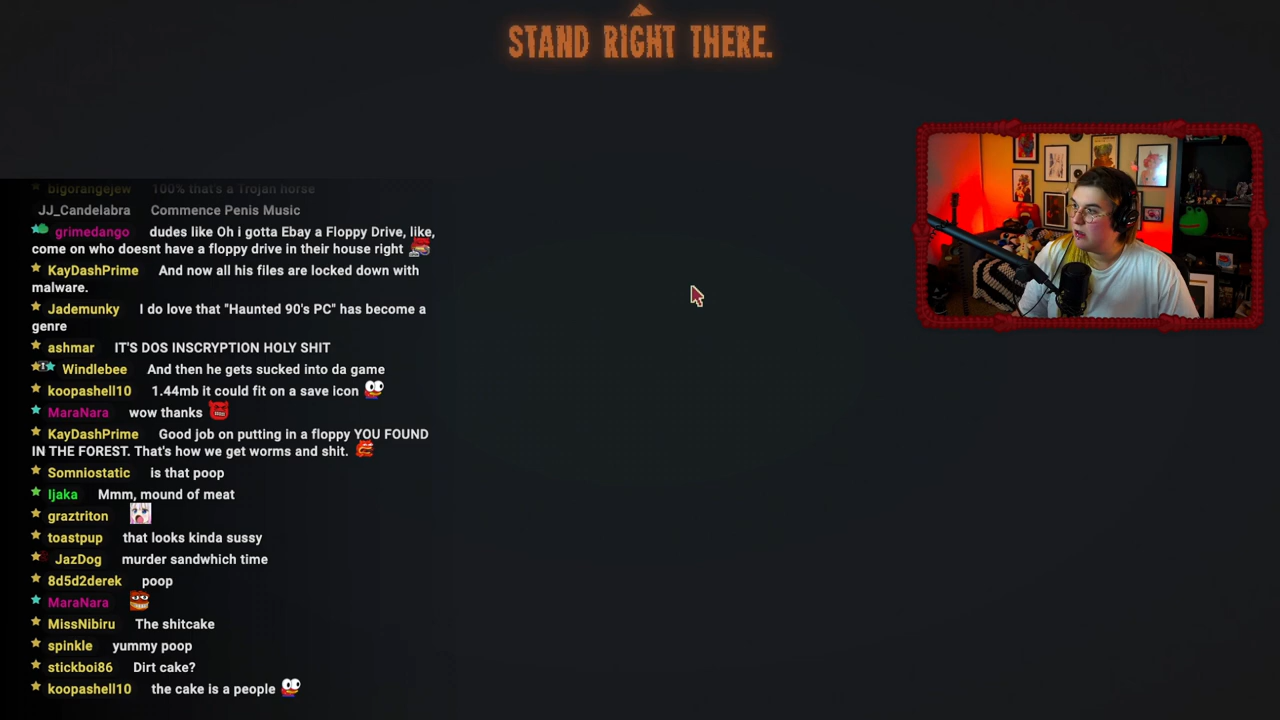 STAND RIGHT THERE.
bigorangejew 100% that's a Trojan horse
JJ_Candelabra Commence Penis Music
grimedango dudes like Oh i gotta Ebay a Floppy Drive, like,
come on who doesnt have a floppy drive in their house right
KayDashPrime And now all his files are locked down with
malware.
Jademunky I do love that "Haunted 90's PC" has become a
genre
ashmar IT'S DOS INSCRYPTION HOLY SHIT
Windlebee And then he gets sucked into da game
koopashell10 1.44mb it could fit on a save icon
MaraNara wow thanks
KayDashPrime Good job on putting in a floppy YOU FOUND
IN THE FOREST. That's how we get worms and shit.
Somniostatic is that poop
Ijaka Mmm, mound of meat
graztriton
toastpup that looks kinda sussy
JazDog murder sandwhich time
8d5d2derek poop
MaraNara
MissNibiru The shitcake
spinkle yummy poop
stickboi86 Dirt cake?
koopashell10 the cake is a people